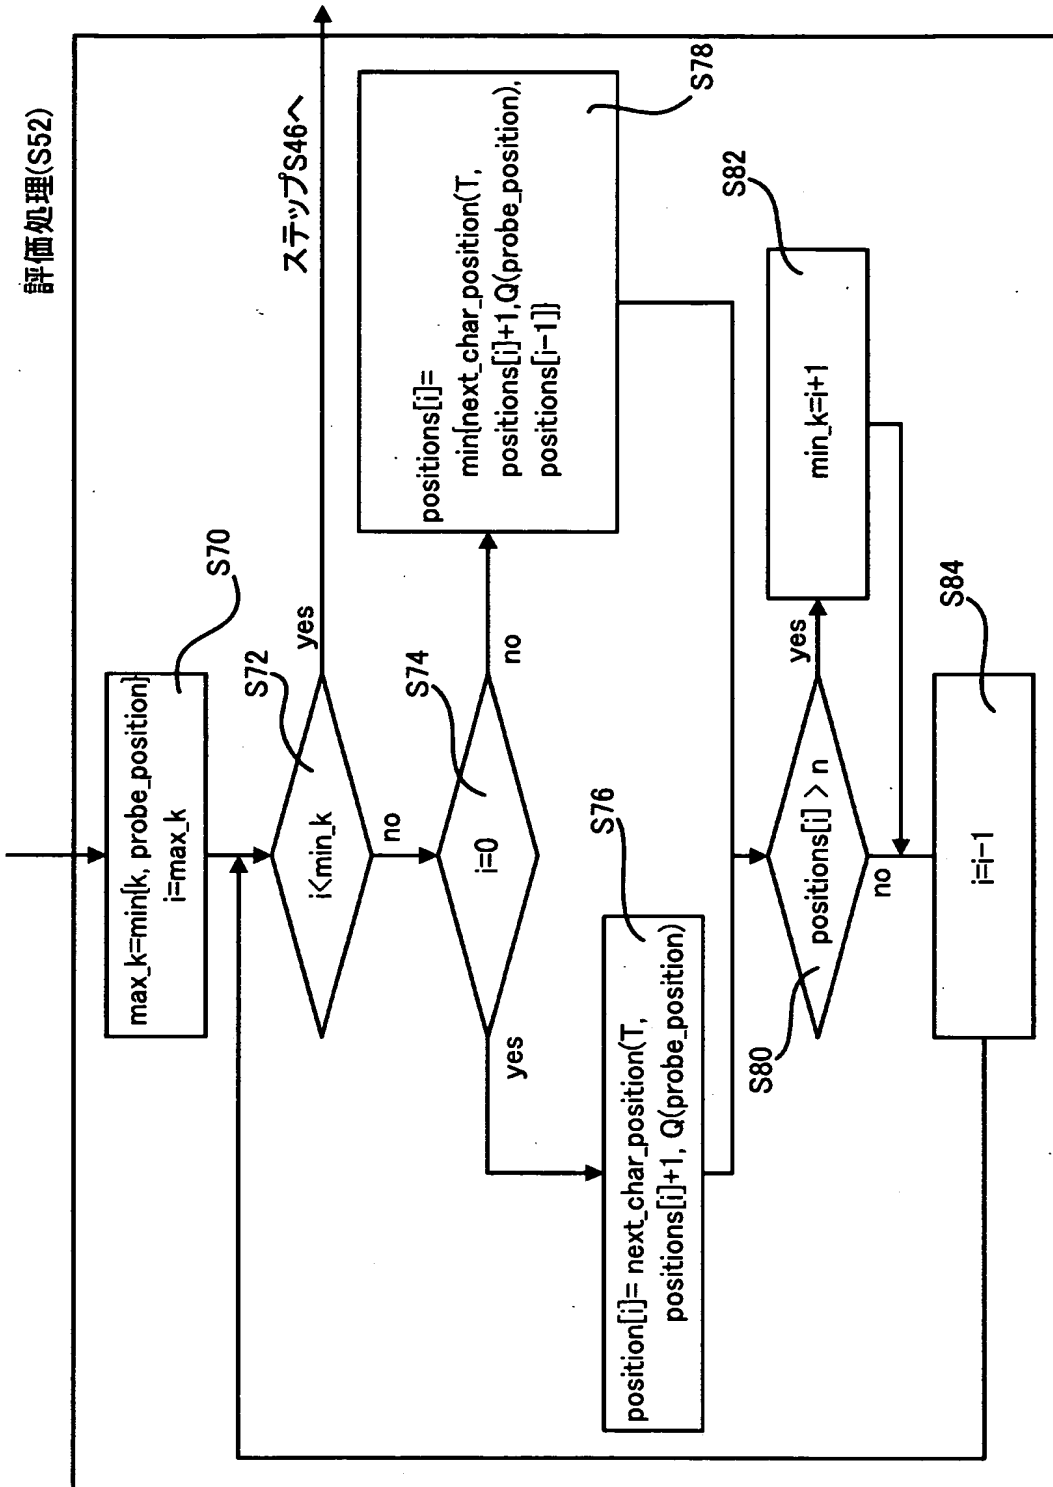 評価処理(S52)
max_k=min{k, probe_position}
i=max_k
S70
i<min_k
S72
yes
ステップS46へ
no
i=0
S74
yes
no
position[i]= next_char_position(T,
positions[i]+1, Q(probe_position)
S76
positions[i]=
min{next_char_position(T,
positions[i]+1,Q(probe_position),
positions[i-1]}
S78
positions[i] > n
S80
yes
no
min_k=i+1
S82
i=i-1
S84